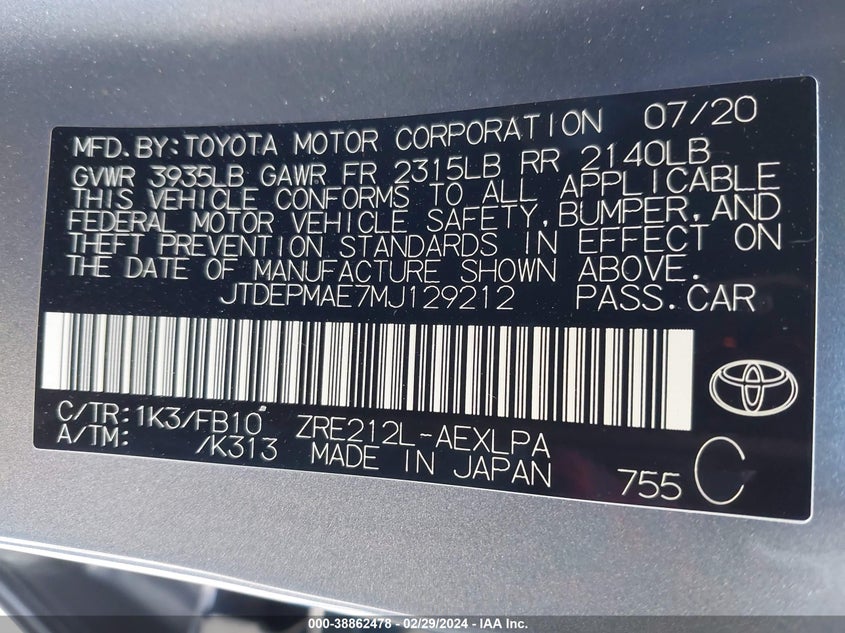 MFD.BY:TOYOTA MOTOR CORPORATION 07/20
GVWR 3935LB GAWR FR 2315LB RR 2140LB
THIS VEHICLE CONFORMS TO ALL APPLICABLE
FEDERAL MOTOR VEHICLE SAFETY,BUMPER,AND
THEFT PREVENTION STANDARDS IN EFFECT ON
THE DATE OF MANUFACTURE SHOWN ABOVE.
JTDEPMAE7MJ129212 PASS.CAR
C/TR:1K3/FB10 ZRE212L-AEXLPA
A/TM: /K313 MADE IN JAPAN 755 C
000-38862478 - 02/29/2024 - IAA Inc.